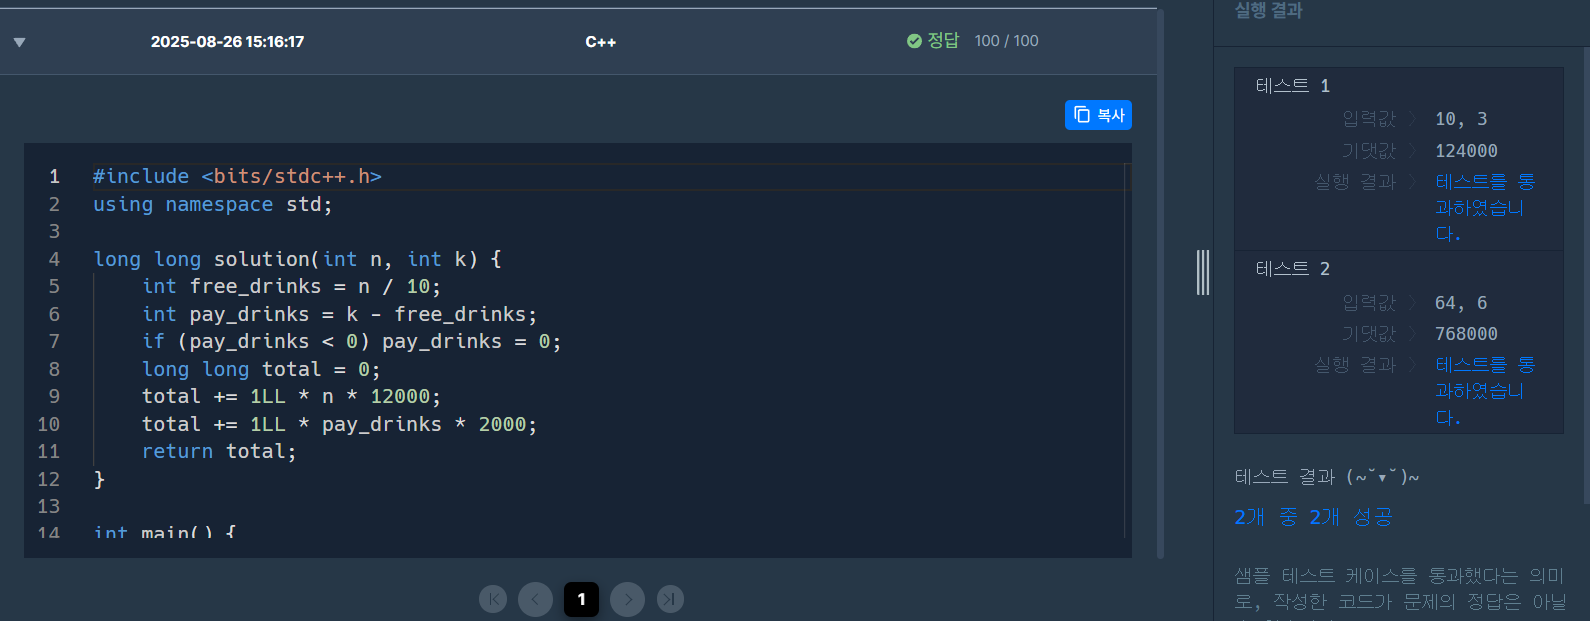 2025-08-26 15:16:17 C++ 정답 100 / 100
복사
1 #include <bits/stdc++.h>
2 using namespace std;
3
4 long long solution(int n, int k) {
5 int free_drinks = n / 10;
6 int pay_drinks = k - free_drinks;
7 if (pay_drinks < 0) pay_drinks = 0;
8 long long total = 0;
9 total += 1LL * n * 12000;
10 total += 1LL * pay_drinks * 2000;
11 return total;
12 }
13
14 int main() {
1
실행 결과
테스트 1
입력값 〉 10, 3
기댓값 〉 124000
실행 결과 〉 테스트를 통
과하였습니
다.
테스트 2
입력값 〉 64, 6
기댓값 〉 768000
실행 결과 〉 테스트를 통
과하였습니
다.
테스트 결과 (~˘▾˘)~
2개 중 2개 성공
샘플 테스트 케이스를 통과했다는 의미
로, 작성한 코드가 문제의 정답은 아닐